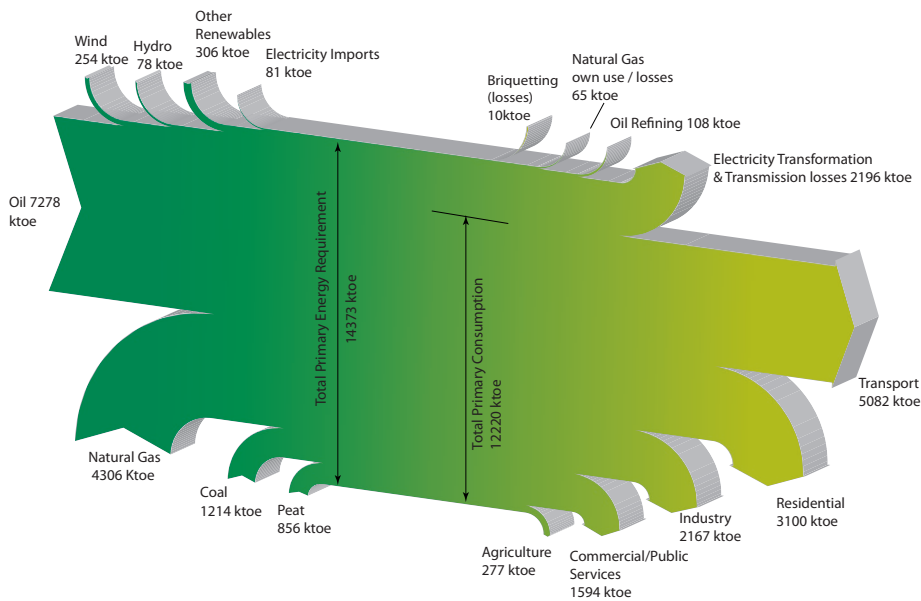 Wind
254 ktoe
Hydro
78 ktoe
Other
Renewables
306 ktoe
Electricity Imports
81 ktoe
Briquetting
(losses)
10ktoe
Natural Gas
own use / losses
65 ktoe
Oil Refining 108 ktoe
Electricity Transformation
& Transmission losses 2196 ktoe
Oil 7278
ktoe
Total Primary Energy Requirement
14373 ktoe
Total Primary Consumption
12220 ktoe
Transport
5082 ktoe
Natural Gas
4306 Ktoe
Coal
1214 ktoe
Peat
856 ktoe
Agriculture
277 ktoe
Commercial/Public
Services
1594 ktoe
Industry
2167 ktoe
Residential
3100 ktoe